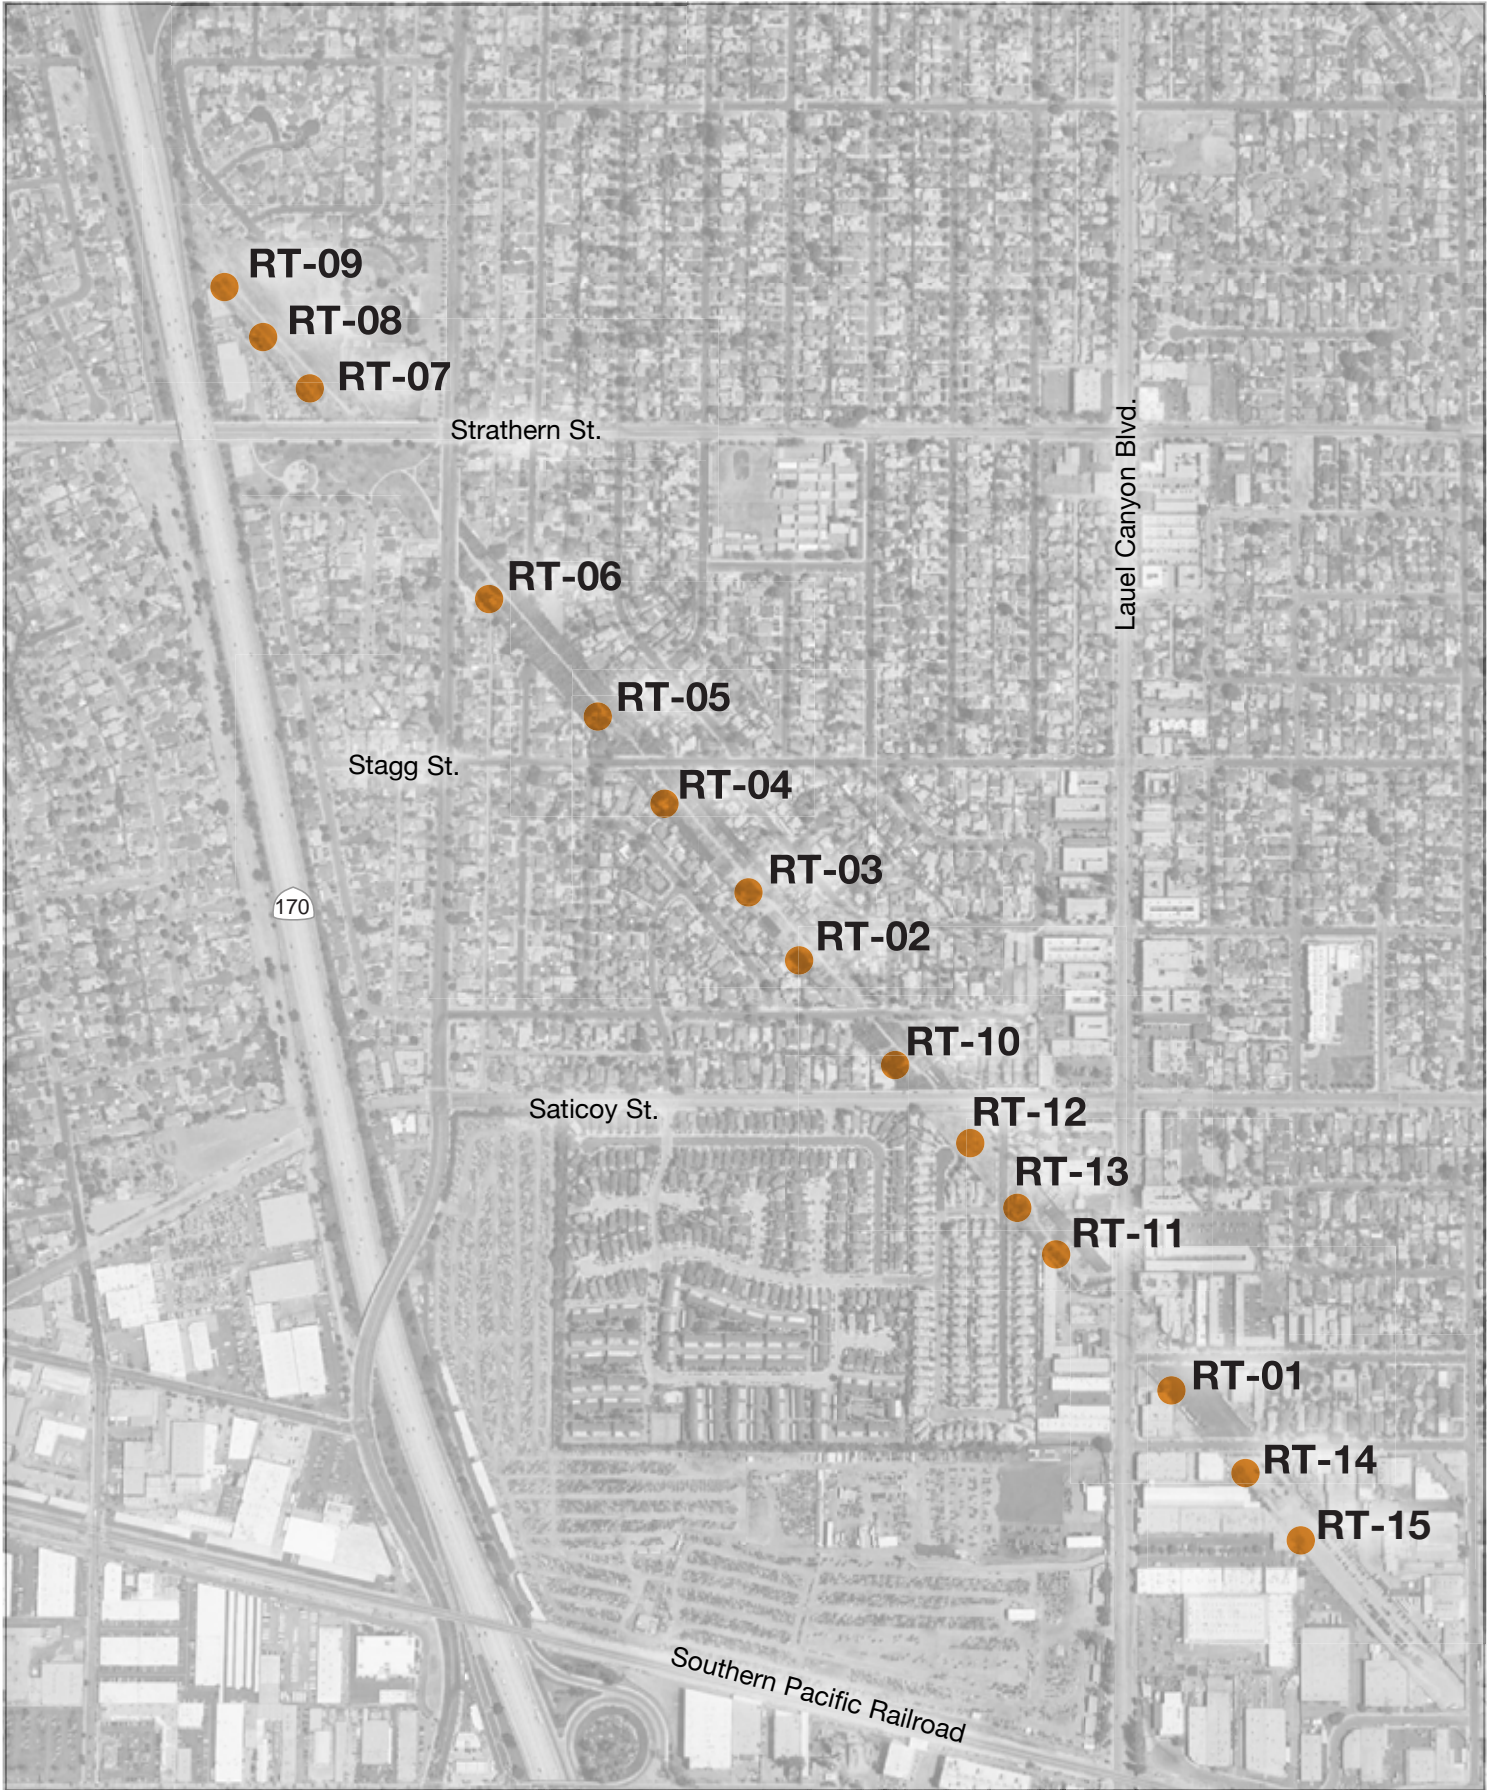 RT-09
RT-08
RT-07
Strathern St.
Lauel Canyon Blvd.
RT-06
RT-05
Stagg St.
RT-04
RT-03
170
RT-02
RT-10
Saticoy St.
RT-12
RT-13
RT-11
RT-01
RT-14
RT-15
Southern Pacific Railroad